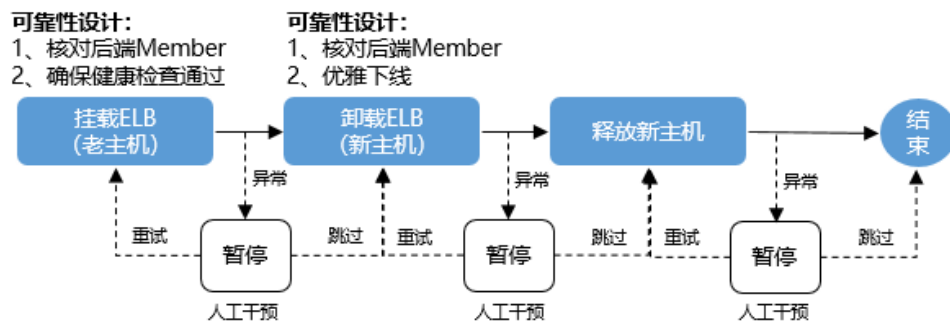 可靠性设计：
1、核对后端Member
2、确保健康检查通过
可靠性设计：
1、核对后端Member
2、优雅下线
挂载ELB
（老主机）
卸载ELB
（新主机）
释放新主机
结
束
异常
异常
异常
重试
暂停
跳过
重试
暂停
跳过
重试
暂停
跳过
人工干预
人工干预
人工干预